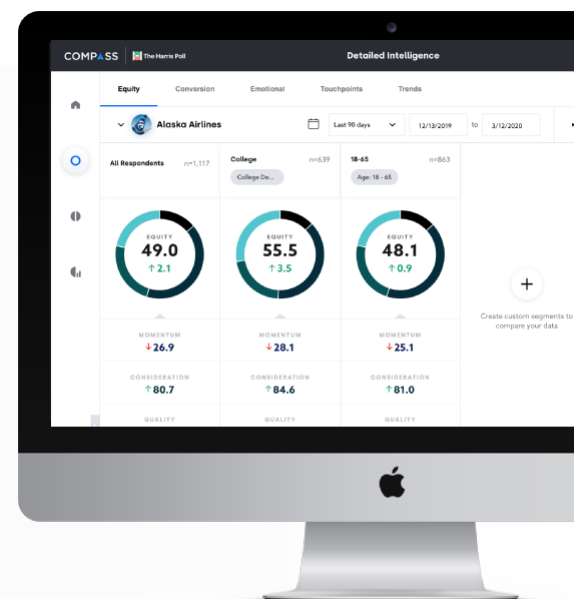 COMPASS The Harris Poll Detailed Intelligence
Equity Conversion Emotional Touchpoints Trends
Alaska Airlines Last 90 days 12/13/2019 to 3/12/2020
All Respondents n=1,117 College n=639 18-65 n=863
College De... Age: 18 - 65
EQUITY EQUITY EQUITY
49.0 55.5 48.1
↑2.1 ↑3.5 ↑0.9
Create custom segments to
compare your data
MOMENTUM MOMENTUM MOMENTUM
↓26.9 ↓28.1 ↓25.1
CONSIDERATION CONSIDERATION CONSIDERATION
↑80.7 ↑84.6 ↑81.0
QUALITY QUALITY QUALITY